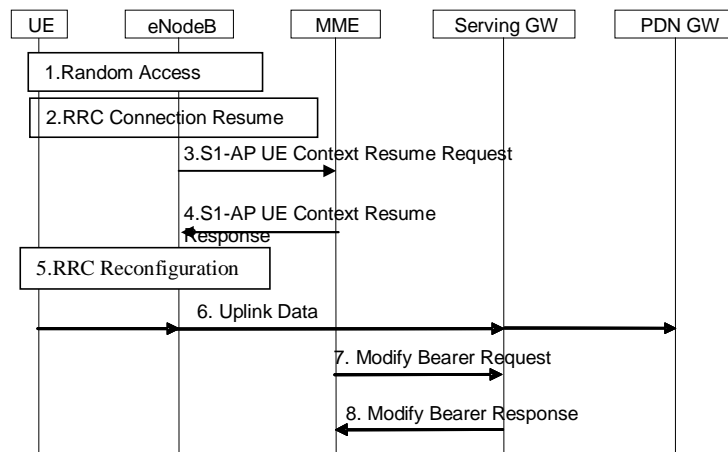 UE
eNodeB
MME
Serving GW
PDN GW
1.Random Access
2.RRC Connection Resume
3.S1-AP UE Context Resume Request
4.S1-AP UE Context Resume
Response
5.RRC Reconfiguration
6. Uplink Data
7. Modify Bearer Request
8. Modify Bearer Response